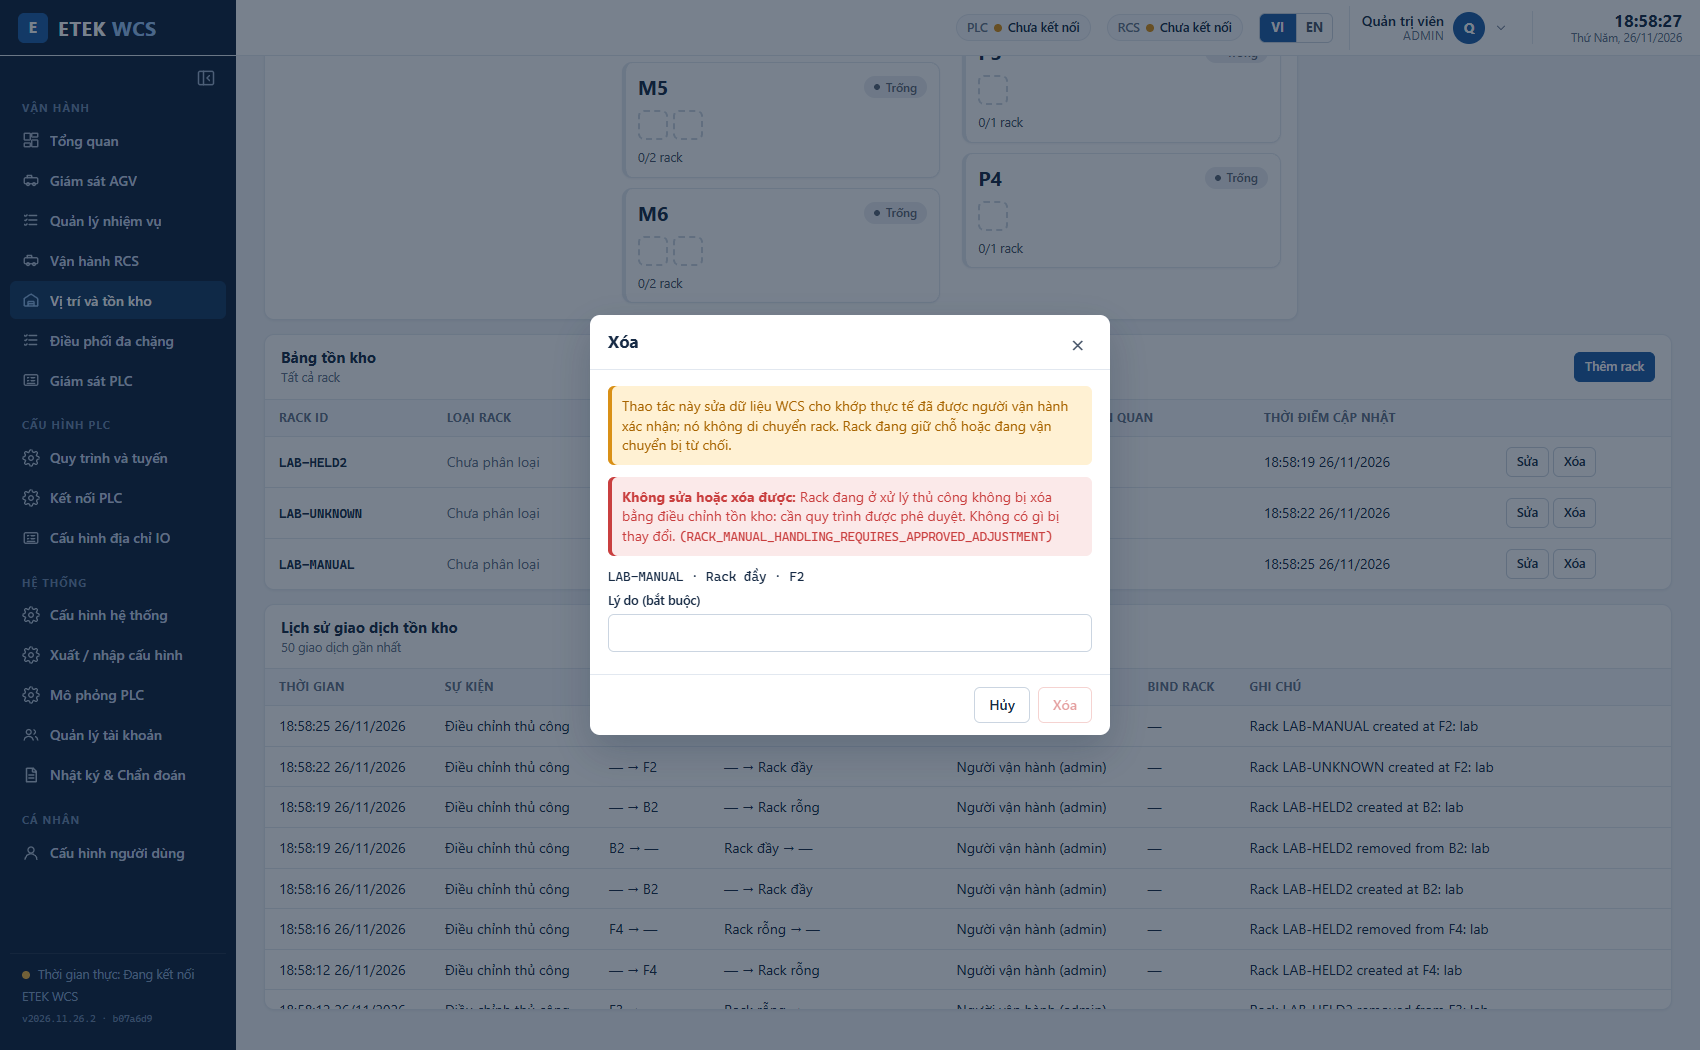 E ETEK WCS
PLC Chưa kết nối
RCS Chưa kết nối
VI EN
Quản trị viên
ADMIN
Q
18:58:27
Thứ Năm, 26/11/2026
VẬN HÀNH
Tổng quan
Giám sát AGV
Quản lý nhiệm vụ
Vận hành RCS
Vị trí và tồn kho
Điều phối đa chặng
Giám sát PLC
CẤU HÌNH PLC
Quy trình và tuyến
Kết nối PLC
Cấu hình địa chỉ IO
HỆ THỐNG
Cấu hình hệ thống
Xuất / nhập cấu hình
Mô phỏng PLC
Quản lý tài khoản
Nhật ký & Chẩn đoán
CÁ NHÂN
Cấu hình người dùng
Thời gian thực: Đang kết nối
ETEK WCS
v2026.11.26.2 · b07a6d9
M5
Trống
0/2 rack
M6
Trống
0/2 rack
0/1 rack
P4
Trống
0/1 rack
Bảng tồn kho
Tất cả rack
Thêm rack
RACK ID LOẠI RACK QUAN THỜI ĐIỂM CẬP NHẬT
LAB-HELD2 Chưa phân loại 18:58:19 26/11/2026 Sửa Xóa
LAB-UNKNOWN Chưa phân loại 18:58:22 26/11/2026 Sửa Xóa
LAB-MANUAL Chưa phân loại 18:58:25 26/11/2026 Sửa Xóa
Xóa
Thao tác này sửa dữ liệu WCS cho khớp thực tế đã được người vận hành
xác nhận; nó không di chuyển rack. Rack đang giữ chỗ hoặc đang vận
chuyển bị từ chối.
Không sửa hoặc xóa được: Rack đang ở xử lý thủ công không bị xóa
bằng điều chỉnh tồn kho: cần quy trình được phê duyệt. Không có gì bị
thay đổi. (RACK_MANUAL_HANDLING_REQUIRES_APPROVED_ADJUSTMENT)
LAB-MANUAL · Rack đầy · F2
Lý do (bắt buộc)
Hủy Xóa
Lịch sử giao dịch tồn kho
50 giao dịch gần nhất
THỜI GIAN SỰ KIỆN BIND RACK GHI CHÚ
18:58:25 26/11/2026 Điều chỉnh thủ công — Rack LAB-MANUAL created at F2: lab
18:58:22 26/11/2026 Điều chỉnh thủ công — → F2 — → Rack đầy Người vận hành (admin) — Rack LAB-UNKNOWN created at F2: lab
18:58:19 26/11/2026 Điều chỉnh thủ công — → B2 — → Rack rỗng Người vận hành (admin) — Rack LAB-HELD2 created at B2: lab
18:58:19 26/11/2026 Điều chỉnh thủ công B2 → — Rack đầy → — Người vận hành (admin) — Rack LAB-HELD2 removed from B2: lab
18:58:16 26/11/2026 Điều chỉnh thủ công — → B2 — → Rack đầy Người vận hành (admin) — Rack LAB-HELD2 created at B2: lab
18:58:16 26/11/2026 Điều chỉnh thủ công F4 → — Rack rỗng → — Người vận hành (admin) — Rack LAB-HELD2 removed from F4: lab
18:58:12 26/11/2026 Điều chỉnh thủ công — → F4 — → Rack rỗng Người vận hành (admin) — Rack LAB-HELD2 created at F4: lab